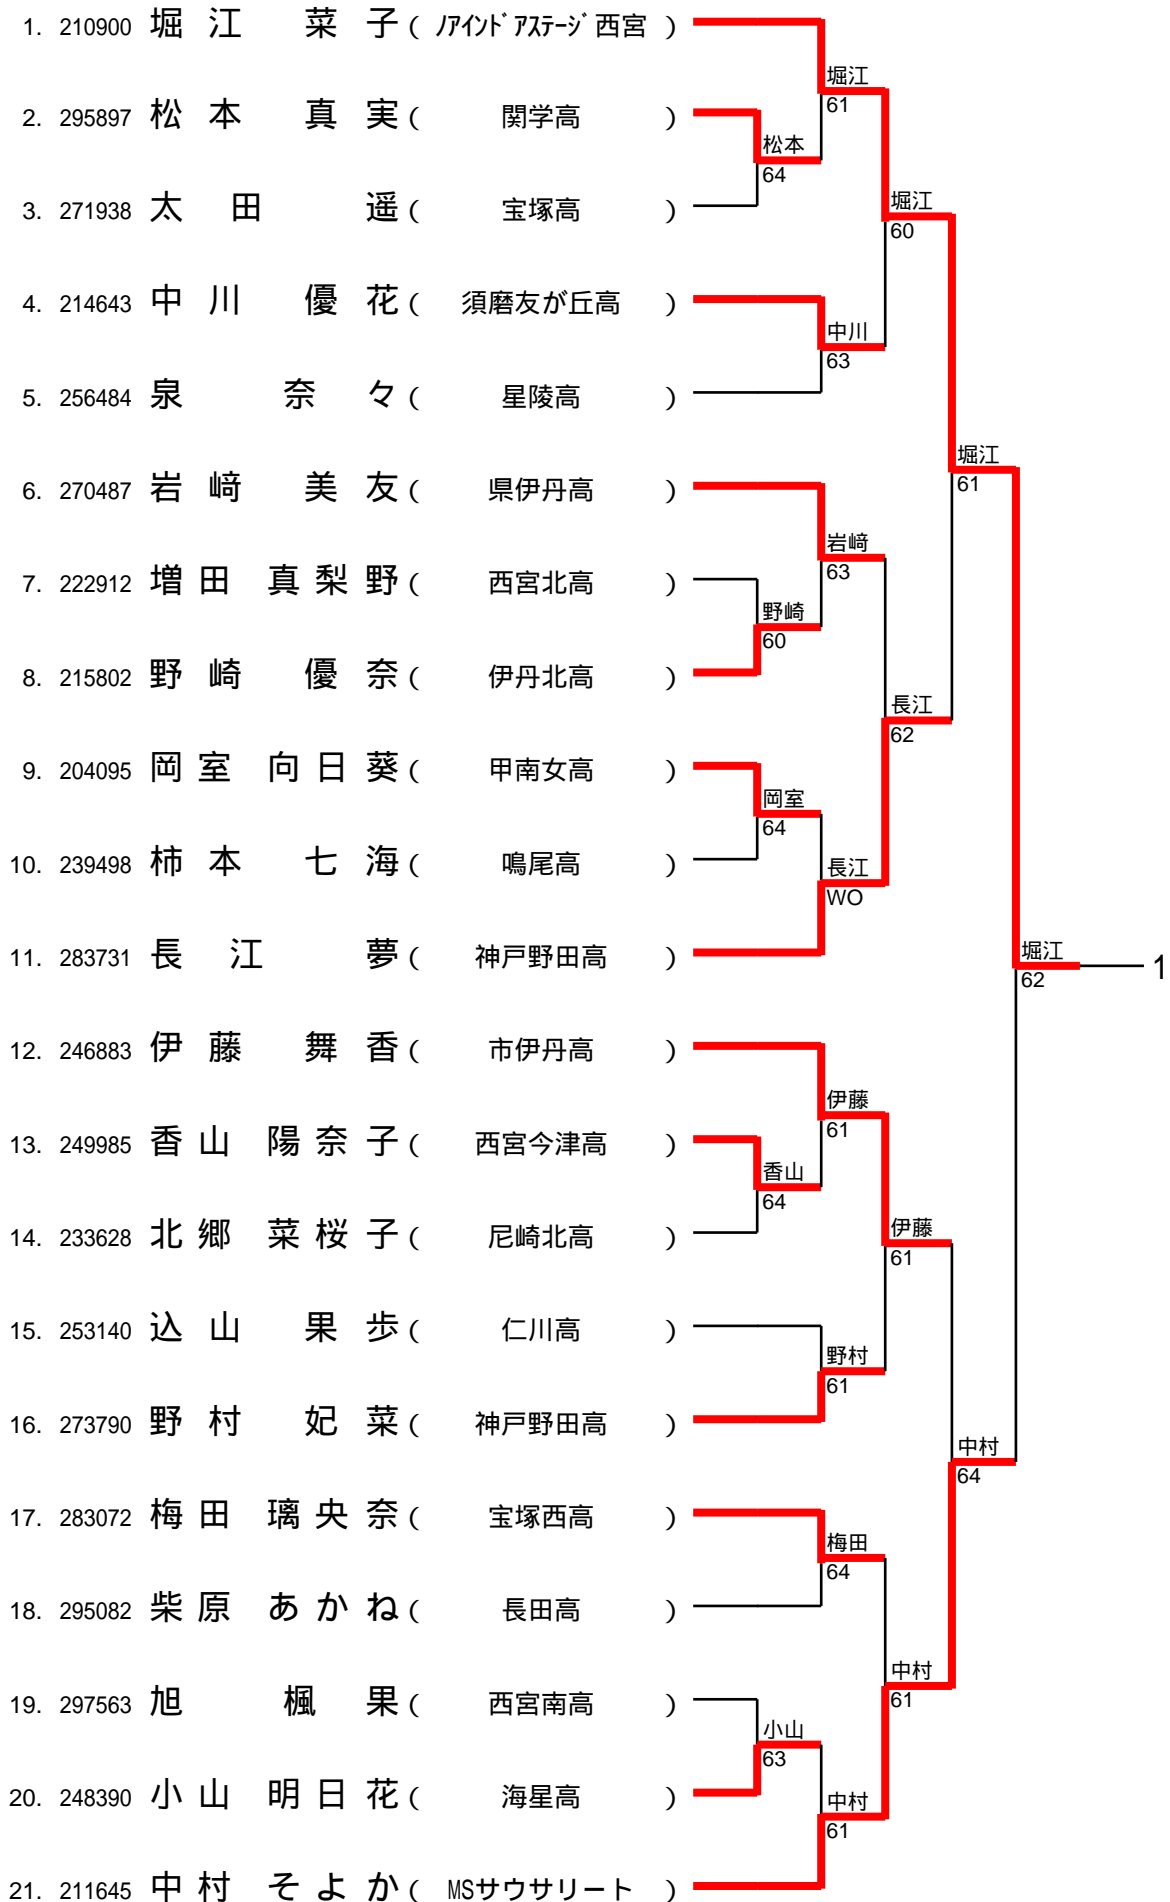 1. 210900 堀江 菜子 ( ノアインドアステージ西宮 )
堀江
61
2. 295897 松本 真実 ( 関学高 )
松本
64
3. 271938 太田 遥 ( 宝塚高 )
堀江
60
4. 214643 中川 優花 ( 須磨友が丘高 )
中川
63
5. 256484 泉 奈々 ( 星陵高 )
堀江
61
6. 270487 岩﨑 美友 ( 県伊丹高 )
岩﨑
63
7. 222912 増田 真梨野 ( 西宮北高 )
野崎
60
8. 215802 野崎 優奈 ( 伊丹北高 )
長江
62
9. 204095 岡室 向日葵 ( 甲南女高 )
岡室
64
10. 239498 柿本 七海 ( 鳴尾高 )
長江
WO
11. 283731 長江 夢 ( 神戸野田高 )
堀江
62
1
12. 246883 伊藤 舞香 ( 市伊丹高 )
伊藤
61
13. 249985 香山 陽奈子 ( 西宮今津高 )
香山
64
14. 233628 北郷 菜桜子 ( 尼崎北高 )
伊藤
61
15. 253140 込山 果歩 ( 仁川高 )
野村
61
16. 273790 野村 妃菜 ( 神戸野田高 )
中村
64
17. 283072 梅田 璃央奈 ( 宝塚西高 )
梅田
64
18. 295082 柴原 あかね ( 長田高 )
中村
61
19. 297563 旭 楓果 ( 西宮南高 )
小山
63
20. 248390 小山 明日花 ( 海星高 )
中村
61
21. 211645 中村 そよか ( MSサウサリート )